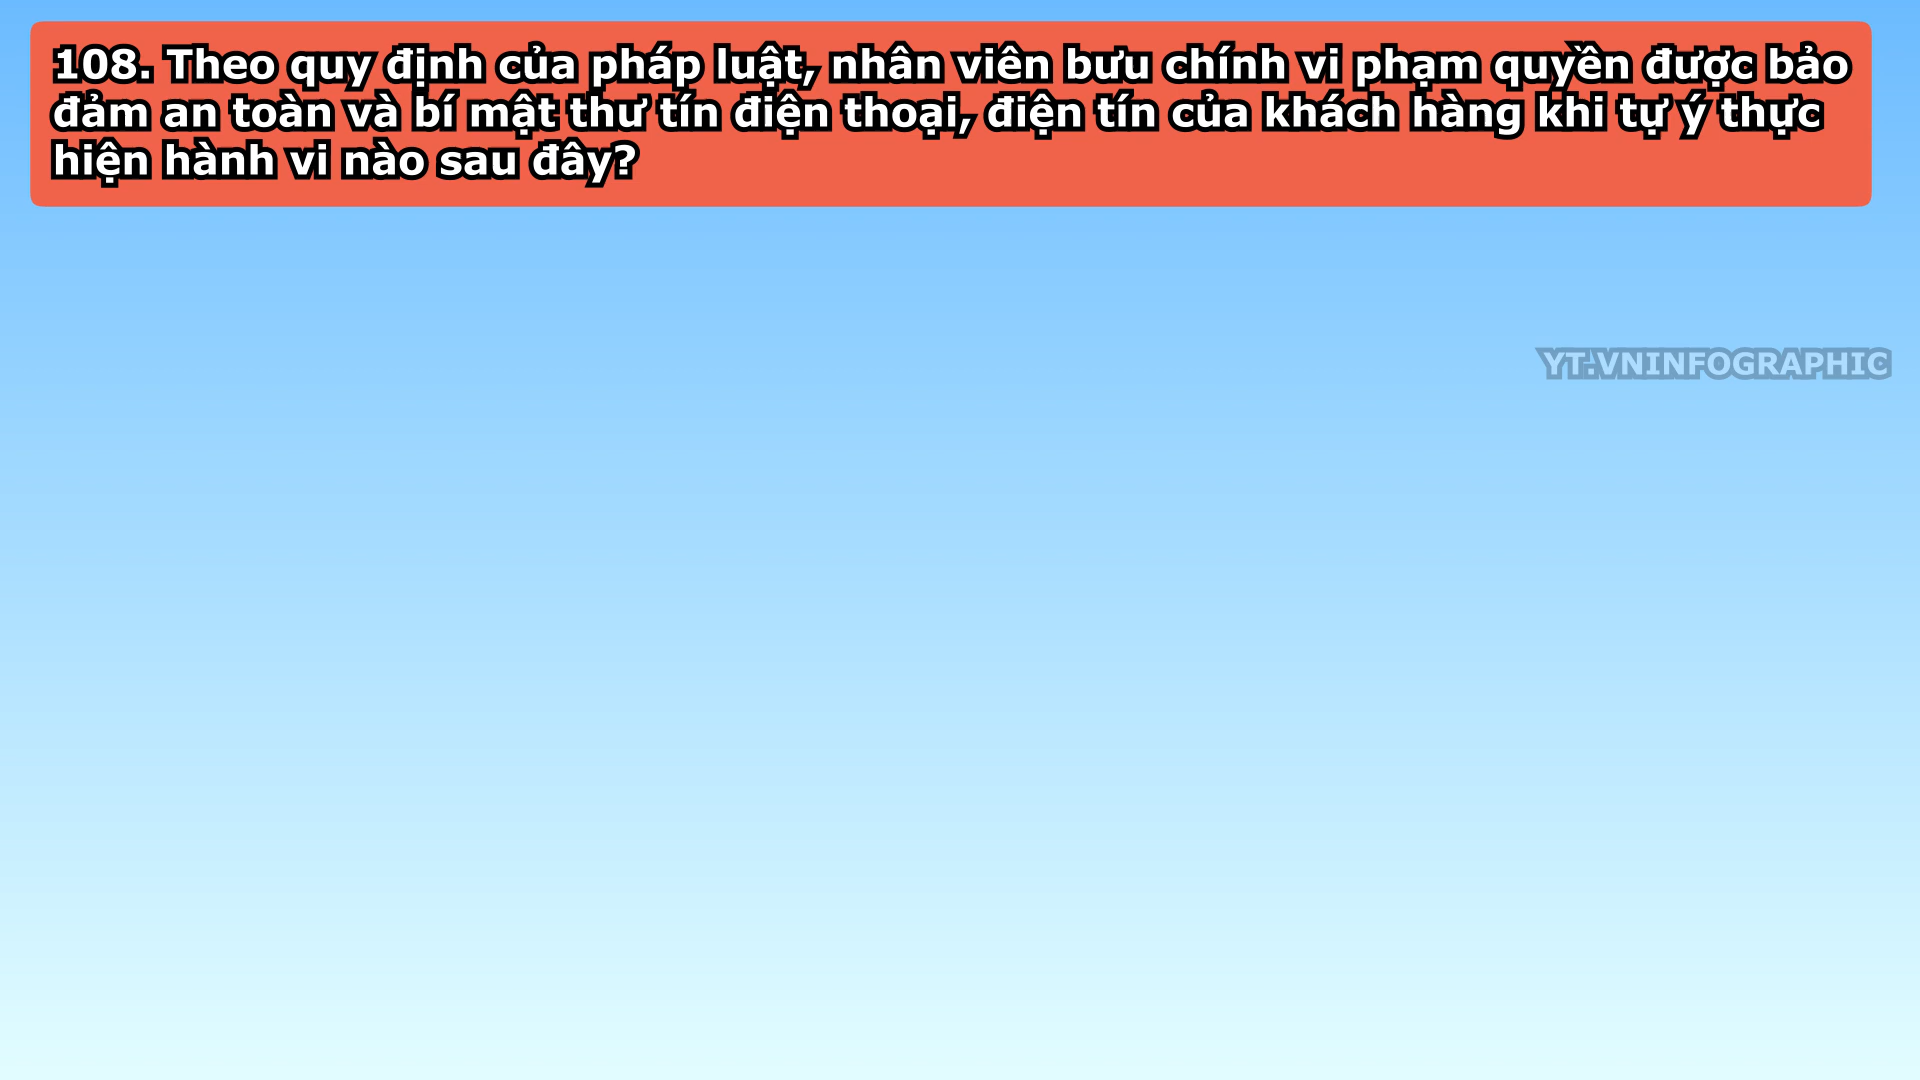 108. Theo quy định của pháp luật, nhân viên bưu chính vi phạm quyền được bảo
đảm an toàn và bí mật thư tín điện thoại, điện tín của khách hàng khi tự ý thực
hiện hành vi nào sau đây?
YT.VNINFOGRAPHIC